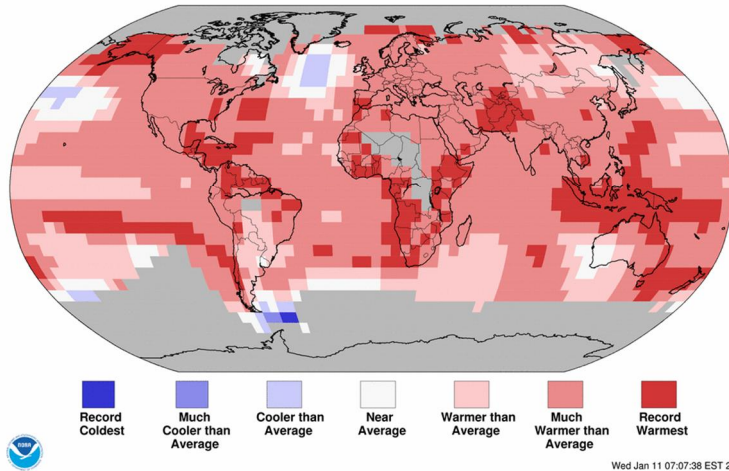 Record
Coldest
Much
Cooler than
Average
Cooler than
Average
Near
Average
Warmer than
Average
Much
Warmer than
Average
Record
Warmest
NOAA
Wed Jan 11 07:07:38 EST 2